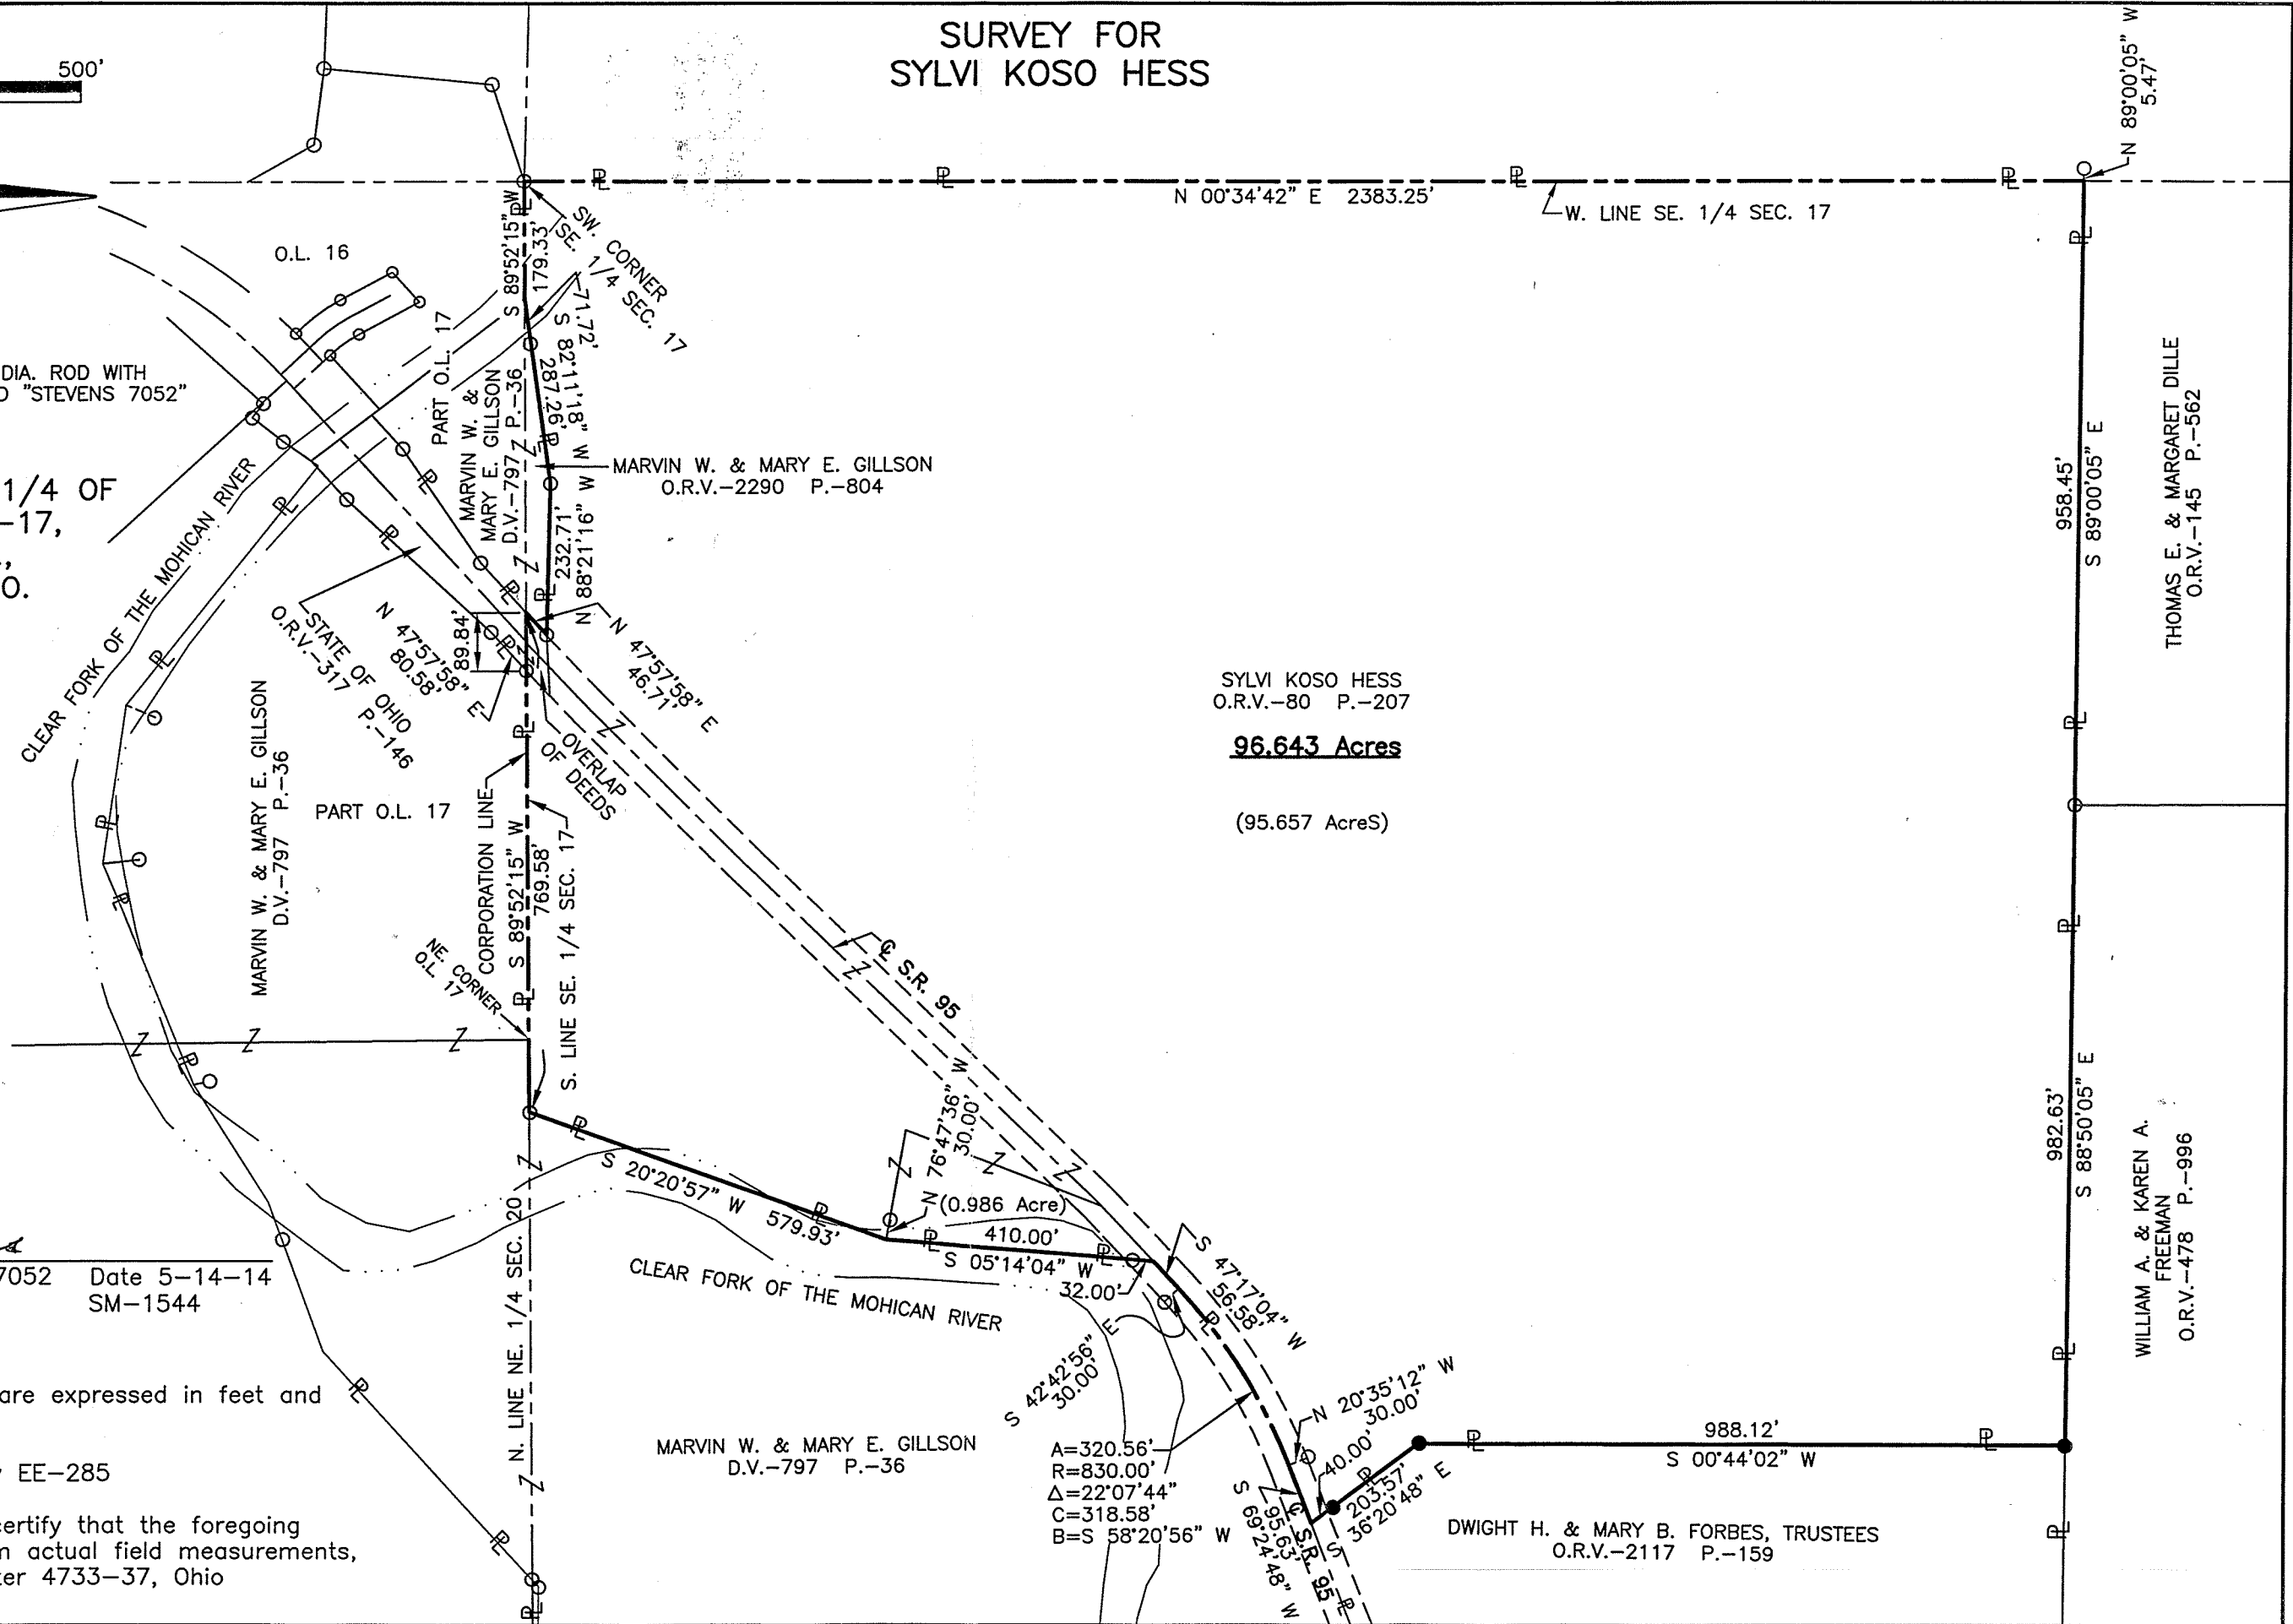 SURVEY FOR
SYLVI KOSO HESS
500'
N 89°00'05" W
5.47'
N 00°34'42" E 2383.25'
W. LINE SE. 1/4 SEC. 17
O.L. 16
S 89°52'15" W
179.33'
SW. CORNER
SE. 1/4 SEC. 17
71.72'
S 82°11'18" W
287.26'
PART O.L. 17
MARVIN W. &
MARY E. GILLSON
D.V.-797 P.-36
DIA. ROD WITH
"STEVENS 7052"
MARVIN W. & MARY E. GILLSON
O.R.V.-2290 P.-804
232.71'
N 88°21'16" W
1/4 OF
-17,
O.
CLEAR FORK OF THE MOHICAN RIVER
STATE OF OHIO
O.R.V.-317 P.-146
N 47°57'58" E
80.58'
89.84'
N 47°57'58" E
46.71'
OVERLAP
OF DEEDS
958.45'
S 89°00'05" E
THOMAS E. & MARGARET DILLE
O.R.V.-145 P.-562
SYLVI KOSO HESS
O.R.V.-80 P.-207
96.643 Acres
(95.657 AcreS)
MARVIN W. & MARY E. GILLSON
D.V.-797 P.-36
PART O.L. 17
CORPORATION LINE
S 89°52'15" W
769.58'
S. LINE SE. 1/4 SEC. 17
NE. CORNER
O.L. 17
℄ S.R. 95
S 20°20'57" W 579.93'
N 76°47'36" W
30.00'
(0.986 Acre)
410.00'
S 05°14'04" W
32.00'
S 47°17'04" W
56.58'
CLEAR FORK OF THE MOHICAN RIVER
N. LINE NE. 1/4 SEC. 20
982.63'
S 88°50'05" E
WILLIAM A. & KAREN A.
FREEMAN
O.R.V.-478 P.-996
7052 Date 5-14-14
SM-1544
are expressed in feet and
EE-285
certify that the foregoing
actual field measurements,
4733-37, Ohio
S 42°42'56" E
30.00'
MARVIN W. & MARY E. GILLSON
D.V.-797 P.-36
A=320.56'
R=830.00'
Δ=22°07'44"
C=318.58'
B=S 58°20'56" W
N 20°35'12" W
30.00'
40.00'
203.57'
S 36°20'48" E
95.63'
S 69°24'48" W
℄ S.R. 95
988.12'
S 00°44'02" W
DWIGHT H. & MARY B. FORBES, TRUSTEES
O.R.V.-2117 P.-159